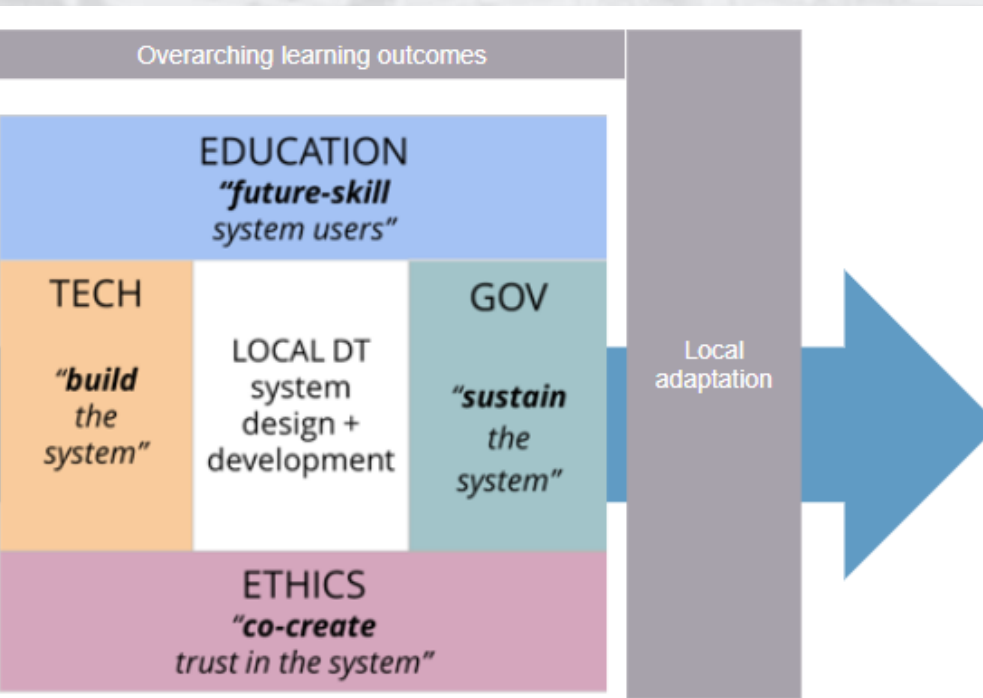 Overarching learning outcomes
EDUCATION
“future-skill
system users”
TECH
“build
the
system”
LOCAL DT
system
design +
development
GOV
“sustain
the
system”
ETHICS
“co-create
trust in the system”
Local
adaptation